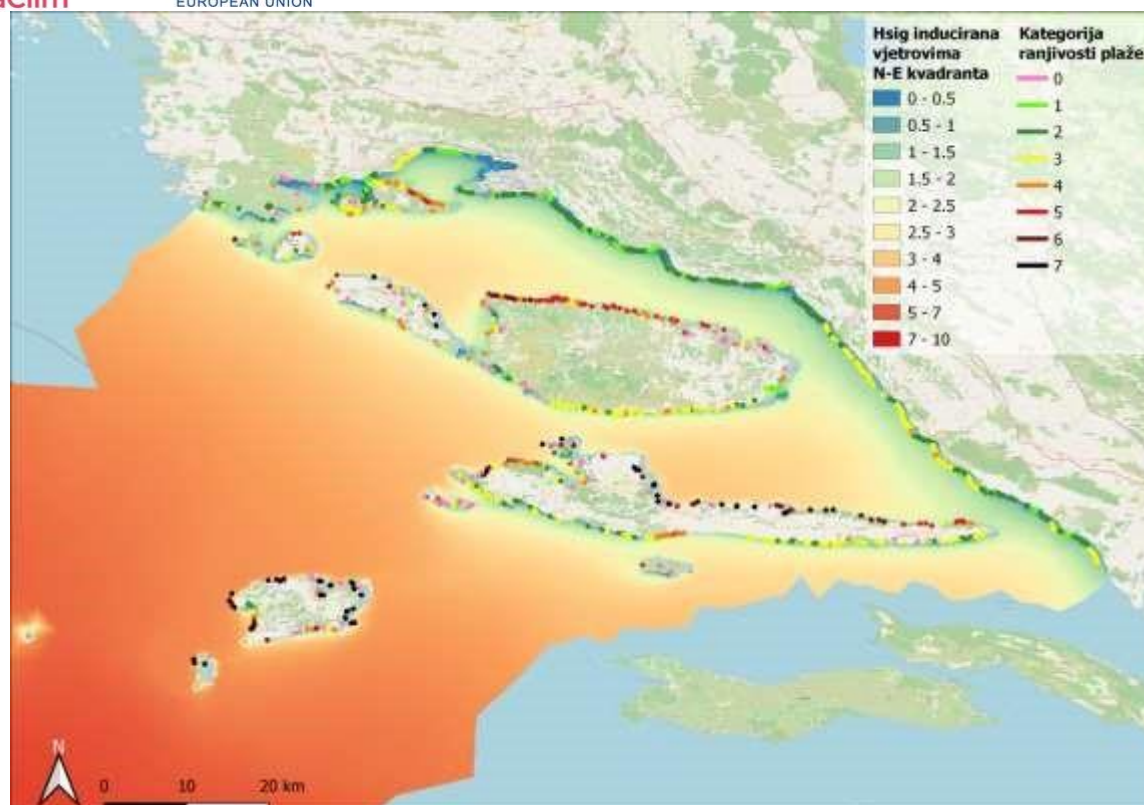 EUROPEAN UNION
Hsig inducirana
vjetrovima
N-E kvadranta
0 - 0.5
0.5 - 1
1 - 1.5
1.5 - 2
2 - 2.5
2.5 - 3
3 - 4
4 - 5
5 - 7
7 - 10
Kategorija
ranjivosti plaže
0
1
2
3
4
5
6
7
N
0 10 20 km